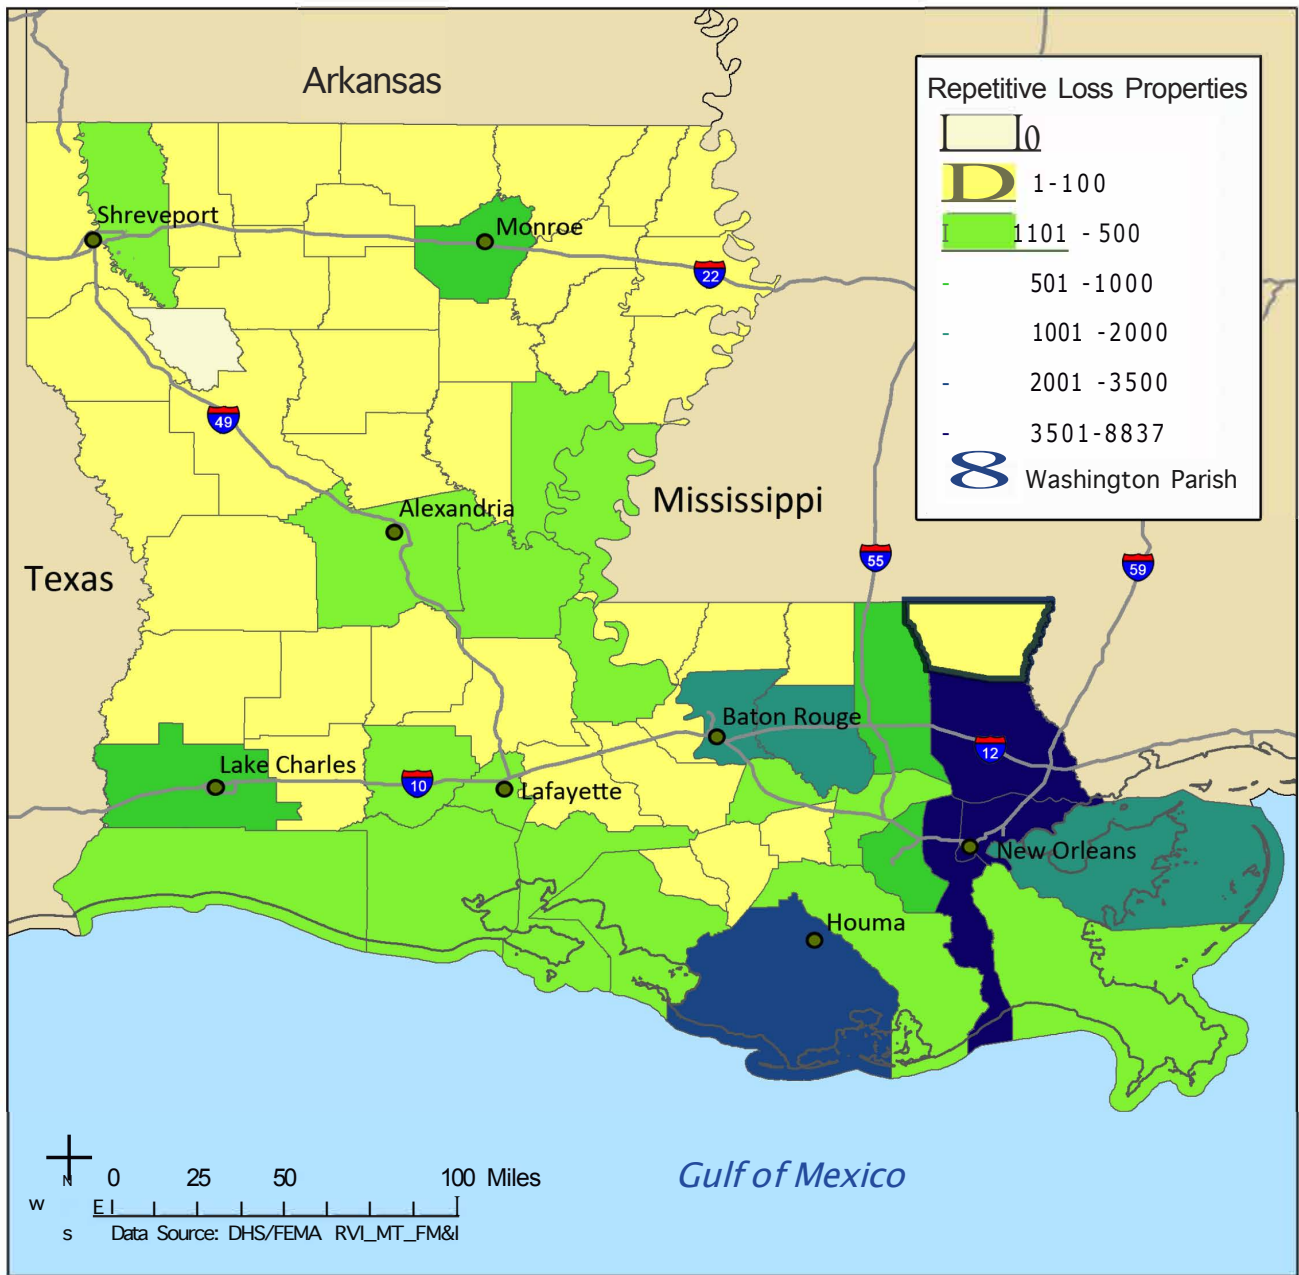 Arkansas
Repetitive Loss Properties
0
D 1-100
1101 - 500
501 -1000
1001 -2000
2001 -3500
3501-8837
8 Washington Parish
Shreveport
Monroe
22
49
Alexandria
Mississippi
Texas
55
59
Baton Rouge
12
Lake Charles
10
Lafayette
New Orleans
Houma
Gulf of Mexico
N
W
E
S
0 25 50 100 Miles
Data Source: DHS/FEMA RVI_MT_FM&I